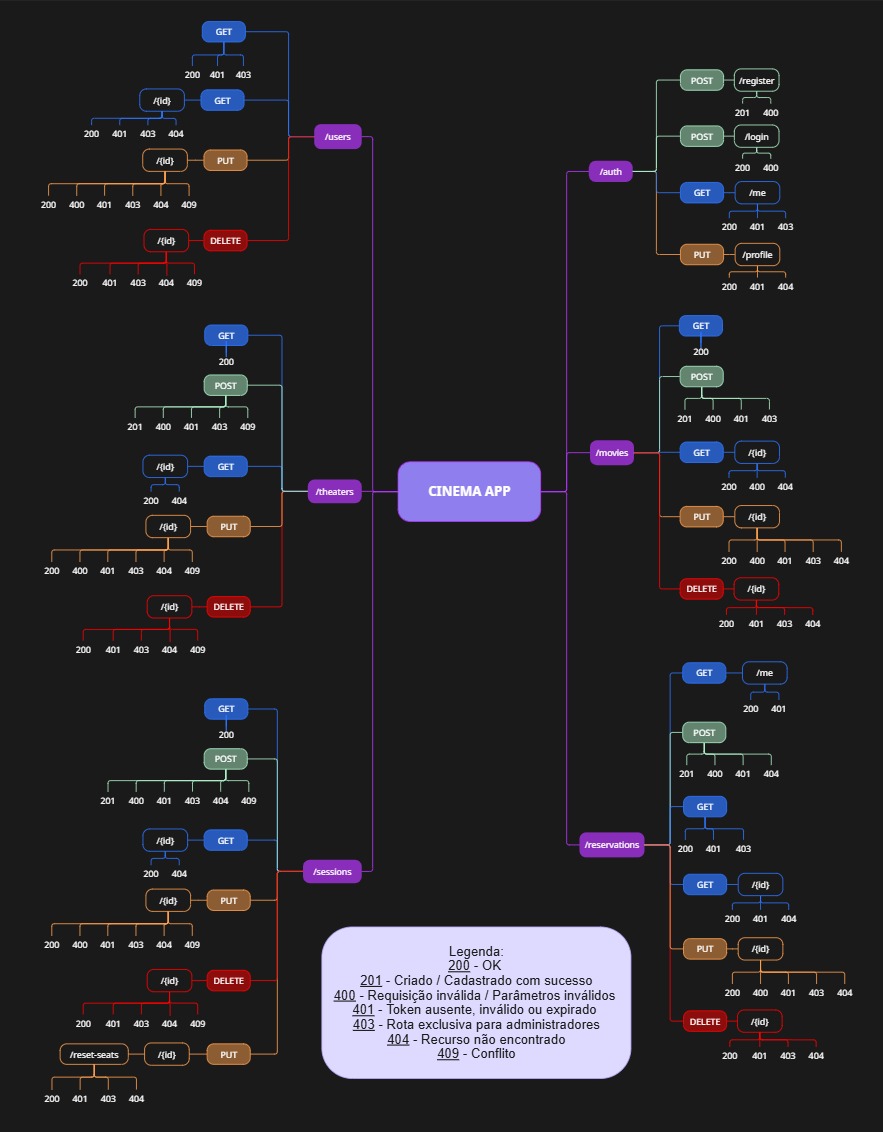 CINEMA APP
/users
GET
200 401 403
/{id} GET
200 401 403 404
/{id} PUT
200 400 401 403 404 409
/{id} DELETE
200 401 403 404 409
/theaters
GET
200
POST
201 400 401 403 409
/{id} GET
200 404
/{id} PUT
200 400 401 403 404 409
/{id} DELETE
200 401 403 404 409
/sessions
GET
200
POST
201 400 401 403 404 409
/{id} GET
200 404
/{id} PUT
200 400 401 403 404 409
/{id} DELETE
200 401 403 404 409
/reset-seats /{id} PUT
200 401 403 404
/auth
POST /register
201 400
POST /login
200 400
GET /me
200 401 403
PUT /profile
200 401 404
/movies
GET
200
POST
201 400 401 403
GET /{id}
200 400 404
PUT /{id}
200 400 401 403 404
DELETE /{id}
200 401 403 404
/reservations
GET /me
200 401
POST
201 400 401 404
GET
200 401 403
GET /{id}
200 401 404
PUT /{id}
200 400 401 403 404
DELETE /{id}
200 401 403 404
Legenda:
200 - OK
201 - Criado / Cadastrado com sucesso
400 - Requisição inválida / Parâmetros inválidos
401 - Token ausente, inválido ou expirado
403 - Rota exclusiva para administradores
404 - Recurso não encontrado
409 - Conflito